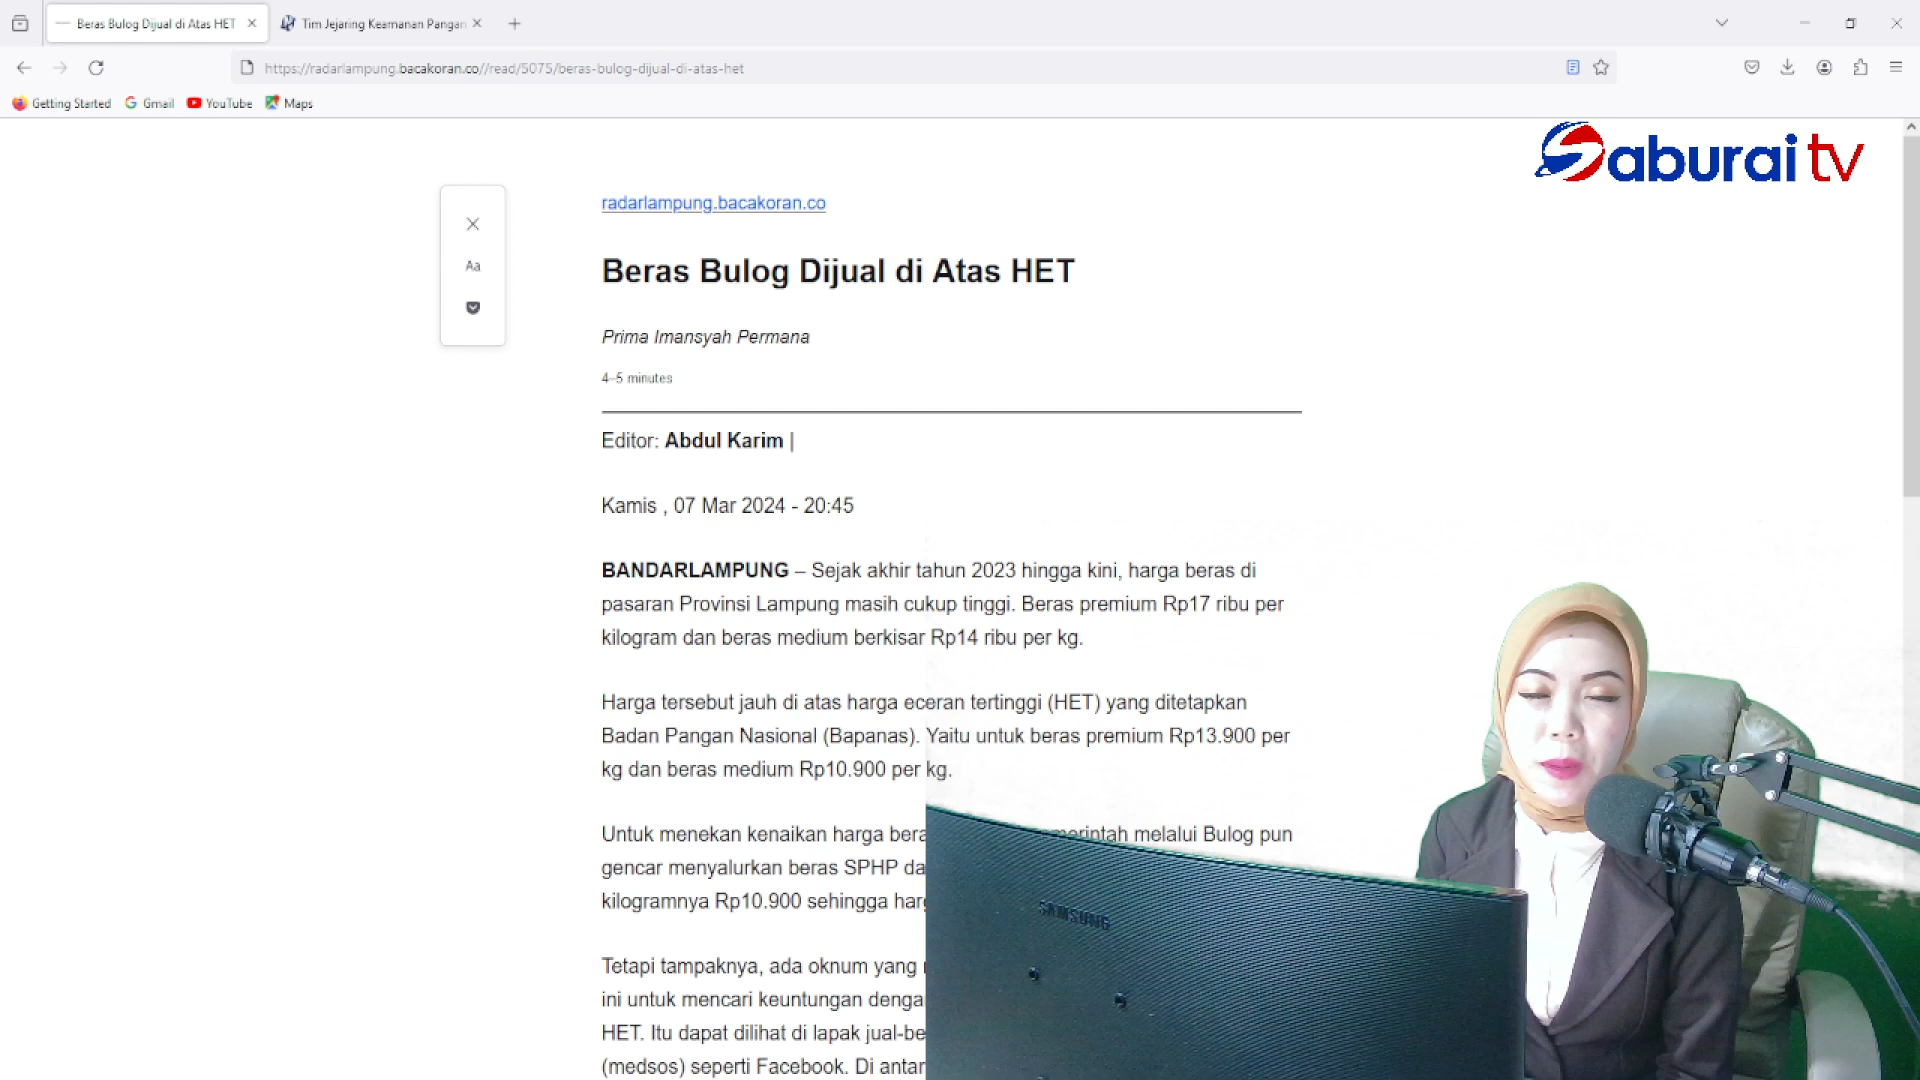 Beras Bulog Dijual di Atas HET
Tim Jejaring Keamanan Pangan
https://radarlampung.bacakoran.co//read/5075/beras-bulog-dijual-di-atas-het
Getting Started
Gmail
YouTube
Maps
Saburai tv
Aa
radarlampung.bacakoran.co
Beras Bulog Dijual di Atas HET
Prima Imansyah Permana
4–5 minutes
Editor: Abdul Karim |
Kamis , 07 Mar 2024 - 20:45
BANDARLAMPUNG – Sejak akhir tahun 2023 hingga kini, harga beras di
pasaran Provinsi Lampung masih cukup tinggi. Beras premium Rp17 ribu per
kilogram dan beras medium berkisar Rp14 ribu per kg.
Harga tersebut jauh di atas harga eceran tertinggi (HET) yang ditetapkan
Badan Pangan Nasional (Bapanas). Yaitu untuk beras premium Rp13.900 per
kg dan beras medium Rp10.900 per kg.
Untuk menekan kenaikan harga melalui Bulog pun
gencar menyalurkan beras SPHP
kilogramnya Rp10.900 sehingga
Tetapi tampaknya, ada oknum yang
ini untuk mencari keuntungan
HET. Itu dapat dilihat di lapak
(medsos) seperti Facebook. Di
SAMSUNG